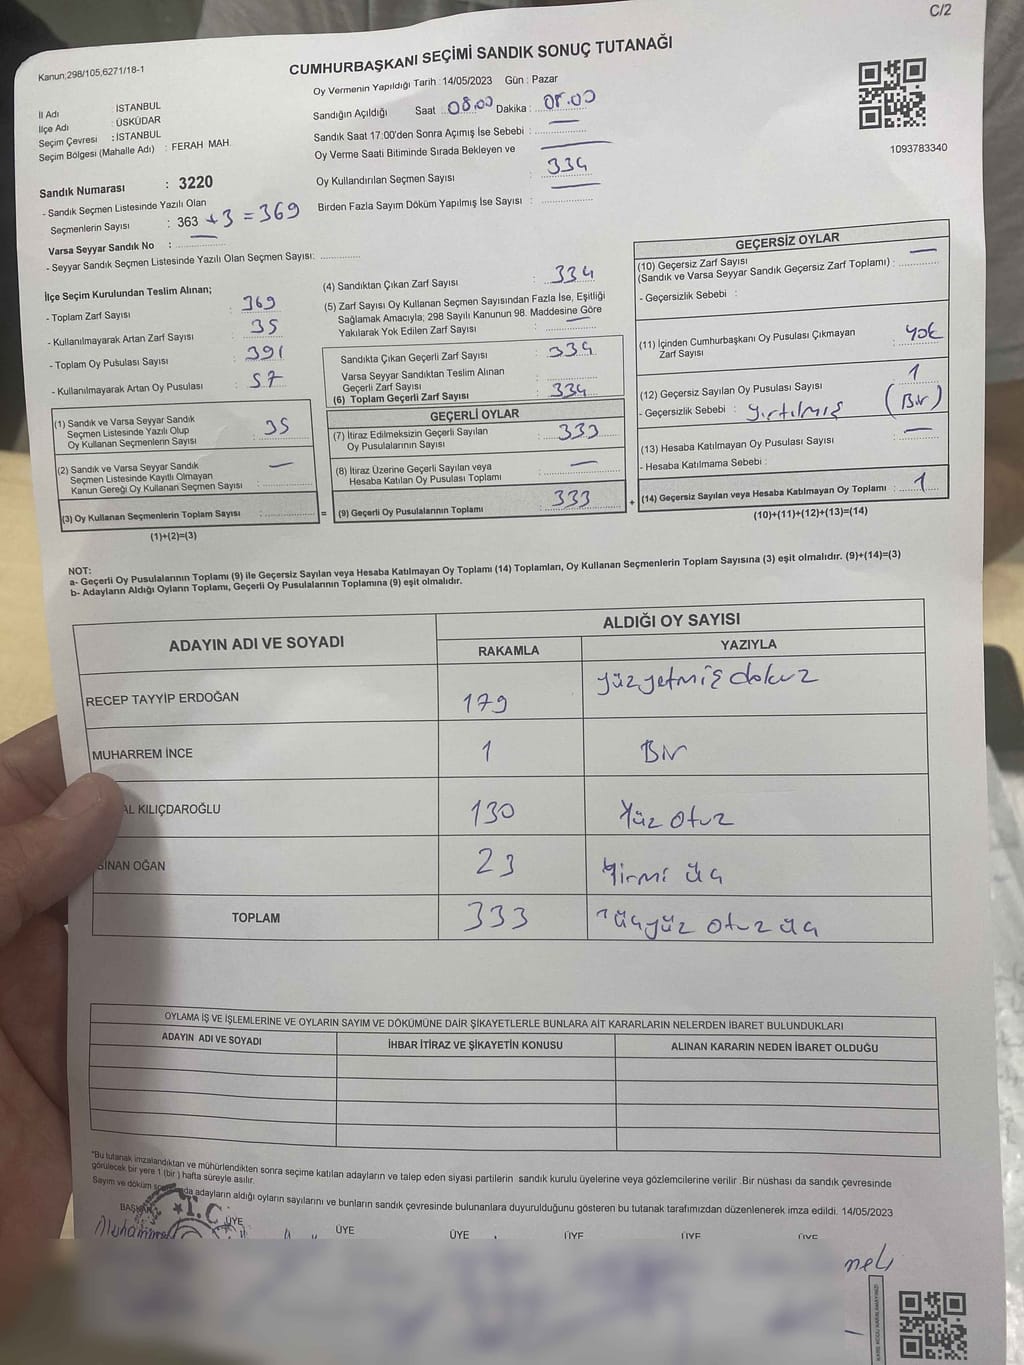 C/2
Kanun,298/105,6271/18-1
CUMHURBAŞKANI SEÇİMİ SANDIK SONUÇ TUTANAĞI
Oy Vermenin Yapıldığı Tarih : 14/05/2023 Gün : Pazar
İl Adı : İSTANBUL
İlçe Adı : ÜSKÜDAR
Seçim Çevresi : İSTANBUL
Seçim Bölgesi (Mahalle Adı) : FERAH MAH.
Sandığın Açıldığı Saat : 08.00 Dakika : 08.00
Sandık Saat 17:00'den Sonra Açımış İse Sebebi :
Oy Verme Saati Bitiminde Sırada Bekleyen ve
Oy Kullandırılan Seçmen Sayısı : 334
Birden Fazla Sayım Döküm Yapılmış İse Sayısı :
1093783340
Sandık Numarası : 3220
- Sandık Seçmen Listesinde Yazılı Olan
Seçmenlerin Sayısı : 363 +3 = 369
Varsa Seyyar Sandık No :
- Seyyar Sandık Seçmen Listesinde Yazılı Olan Seçmen Sayısı:
İlçe Seçim Kurulundan Teslim Alınan;
- Toplam Zarf Sayısı : 369
- Kullanılmayarak Artan Zarf Sayısı : 35
- Toplam Oy Pusulası Sayısı : 391
- Kullanılmayarak Artan Oy Pusulası : 57
(1) Sandık ve Varsa Seyyar Sandık
Seçmen Listesinde Yazılı Olup
Oy Kullanan Seçmenlerin Sayısı : 35
(2) Sandık ve Varsa Seyyar Sandık
Seçmen Listesinde Kayıtlı Olmayan
Kanun Gereği Oy Kullanan Seçmen Sayısı : —
(3) Oy Kullanan Seçmenlerin Toplam Sayısı : =
(1)+(2)=(3)
(4) Sandıktan Çıkan Zarf Sayısı : 334
(5) Zarf Sayısı Oy Kullanan Seçmen Sayısından Fazla İse, Eşitliği
Sağlamak Amacıyla; 298 Sayılı Kanunun 98. Maddesine Göre
Yakılarak Yok Edilen Zarf Sayısı : —
Sandıkta Çıkan Geçerli Zarf Sayısı : 334
Varsa Seyyar Sandıktan Teslim Alınan
Geçerli Zarf Sayısı :
(6) Toplam Geçerli Zarf Sayısı : 334
GEÇERLİ OYLAR
(7) İtiraz Edilmeksizin Geçerli Sayılan
Oy Pusulalarının Sayısı : 333
(8) İtiraz Üzerine Geçerli Sayılan veya
Hesaba Katılan Oy Pusulası Toplamı : —
(9) Geçerli Oy Pusulalarının Toplamı : 333 +
GEÇERSİZ OYLAR
(10) Geçersiz Zarf Sayısı
(Sandık ve Varsa Seyyar Sandık Geçersiz Zarf Toplamı) : —
- Geçersizlik Sebebi :
(11) İçinden Cumhurbaşkanı Oy Pusulası Çıkmayan
Zarf Sayısı : YOK
(12) Geçersiz Sayılan Oy Pusulası Sayısı : 1
- Geçersizlik Sebebi : yırtılmış (Bir)
(13) Hesaba Katılmayan Oy Pusulası Sayısı : —
- Hesaba Katılmama Sebebi :
(14) Geçersiz Sayılan veya Hesaba Katılmayan Oy Toplamı : 1
(10)+(11)+(12)+(13)=(14)
NOT:
a- Geçerli Oy Pusulalarının Toplamı (9) ile Geçersiz Sayılan veya Hesaba Katılmayan Oy Toplamı (14) Toplamları, Oy Kullanan Seçmenlerin Toplam Sayısına (3) eşit olmalıdır. (9)+(14)=(3)
b- Adayların Aldığı Oyların Toplamı, Geçerli Oy Pusulalarının Toplamına (9) eşit olmalıdır.
ADAYIN ADI VE SOYADI ALDIĞI OY SAYISI
RAKAMLA YAZIYLA
RECEP TAYYİP ERDOĞAN 179 yüzyetmiş dokuz
MUHARREM İNCE 1 Bir
AL KILIÇDAROĞLU 130 Yüz otuz
SİNAN OĞAN 23 Yirmi üç
TOPLAM 333 üçyüz otuz üç
OYLAMA İŞ VE İŞLEMLERİNE VE OYLARIN SAYIM VE DÖKÜMÜNE DAİR ŞİKAYETLERLE BUNLARA AİT KARARLARIN NELERDEN İBARET BULUNDUKLARI
ADAYIN ADI VE SOYADI İHBAR İTİRAZ VE ŞİKAYETİN KONUSU ALINAN KARARIN NEDEN İBARET OLDUĞU
"Bu tutanak imzalandıktan ve mühürlendikten sonra seçime katılan adayların ve talep eden siyasi partilerin sandık kurulu üyelerine veya gözlemcilerine verilir .Bir nüshası da sandık çevresinde
görülecek bir yere 1 (bir ) hafta süreyle asılır.
Sayım ve döküm adayların aldığı oyların sayılarını ve bunların sandık çevresinde bulunanlara duyurulduğunu gösteren bu tutanak tarafımızdan düzenlenerek imza edildi. 14/05/2023
BAŞKAN T.C. ÜYE ÜYE ÜYE ÜYE ÜYE ÜYE